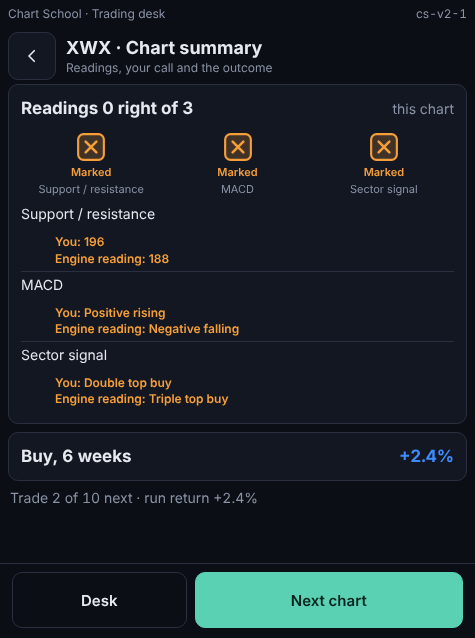 Chart School · Trading desk cs-v2-1
XWX · Chart summary
Readings, your call and the outcome
Readings 0 right of 3 this chart
Marked Marked Marked
Support / resistance MACD Sector signal
Support / resistance
You: 196
Engine reading: 188
MACD
You: Positive rising
Engine reading: Negative falling
Sector signal
You: Double top buy
Engine reading: Triple top buy
Buy, 6 weeks +2.4%
Trade 2 of 10 next · run return +2.4%
Desk Next chart